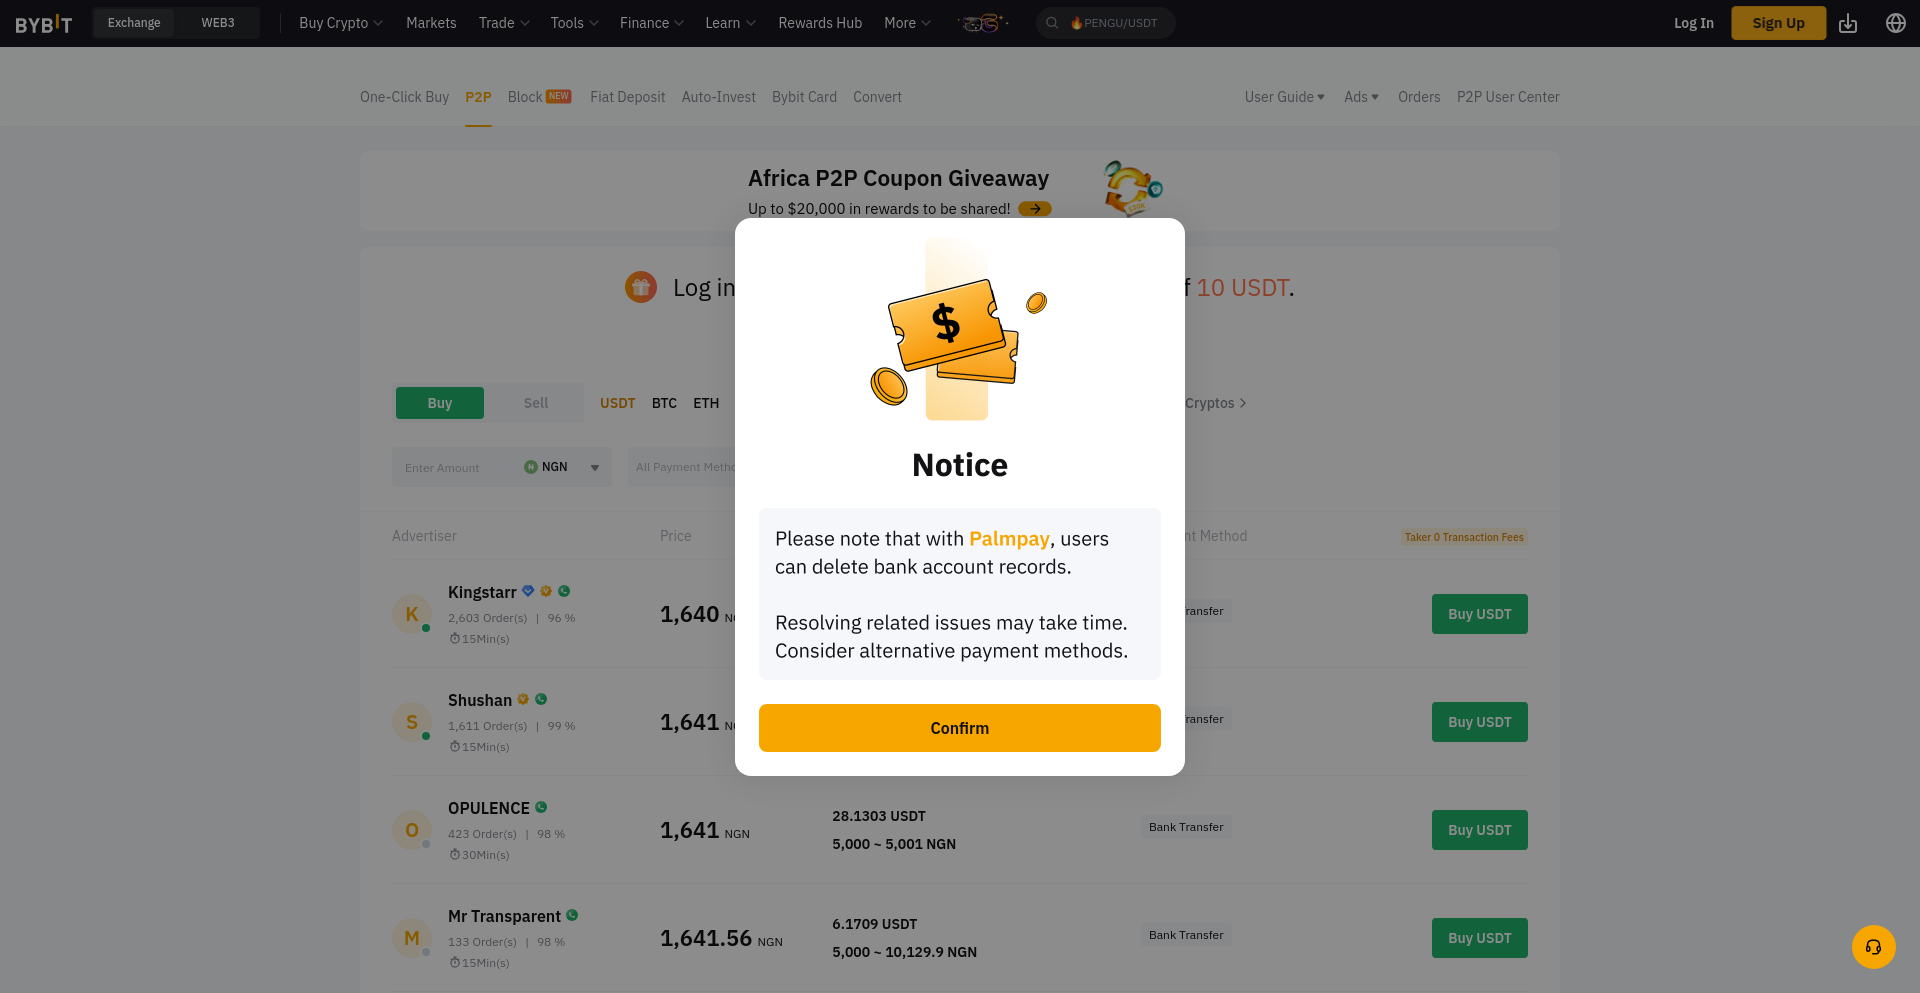 BYBIT Exchange WEB3 Buy Crypto Markets Trade Tools Finance Learn Rewards Hub More PENGU/USDT Log In Sign Up
One-Click Buy P2P Block NEW Fiat Deposit Auto-Invest Bybit Card Convert User Guide Ads Orders P2P User Center
Africa P2P Coupon Giveaway
Up to $20,000 in rewards to be shared!
Log in f 10 USDT.
$
Buy Sell USDT BTC ETH Cryptos
Enter Amount NGN All Payment Metho
Notice
Please note that with Palmpay, users
can delete bank account records.
Resolving related issues may take time.
Consider alternative payment methods.
Confirm
Advertiser Price nt Method Taker 0 Transaction Fees
K Kingstarr
2,603 Order(s) | 96 %
15Min(s)
1,640 NG ransfer Buy USDT
S Shushan
1,611 Order(s) | 99 %
15Min(s)
1,641 NG ransfer Buy USDT
O OPULENCE
423 Order(s) | 98 %
30Min(s)
1,641 NGN
28.1303 USDT
5,000 ~ 5,001 NGN
Bank Transfer Buy USDT
M Mr Transparent
133 Order(s) | 98 %
15Min(s)
1,641.56 NGN
6.1709 USDT
5,000 ~ 10,129.9 NGN
Bank Transfer Buy USDT